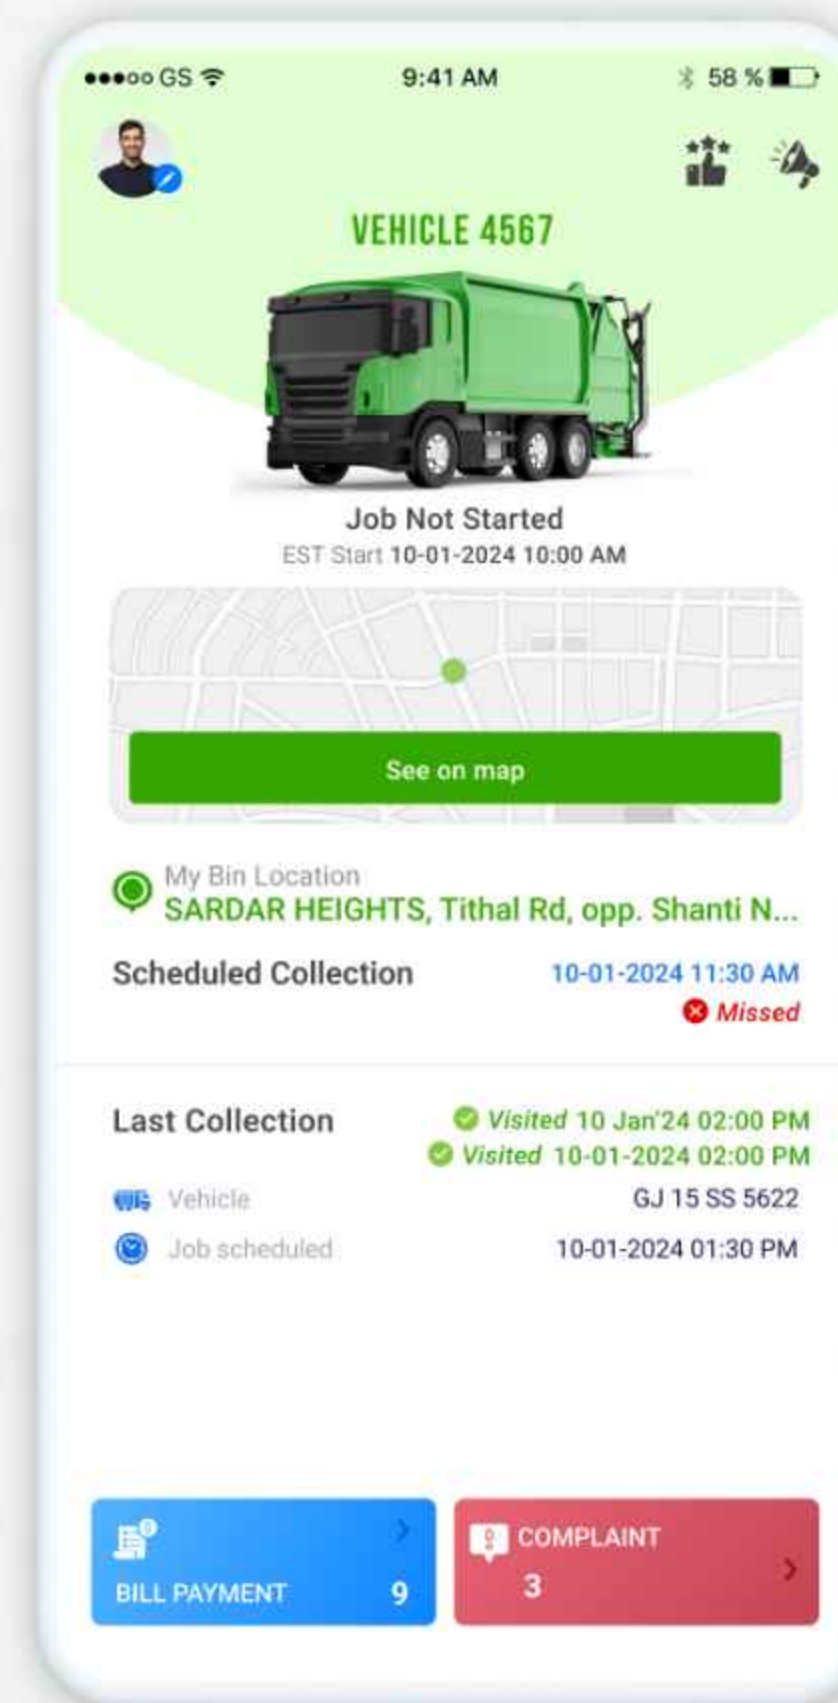 GS 9:41 AM 58 %
VEHICLE 4567
Job Not Started
EST Start 10-01-2024 10:00 AM
See on map
My Bin Location
SARDAR HEIGHTS, Tithal Rd, opp. Shanti N...
Scheduled Collection 10-01-2024 11:30 AM
Missed
Last Collection Visited 10 Jan'24 02:00 PM
Visited 10-01-2024 02:00 PM
Vehicle GJ 15 SS 5622
Job scheduled 10-01-2024 01:30 PM
BILL PAYMENT 9
COMPLAINT
3